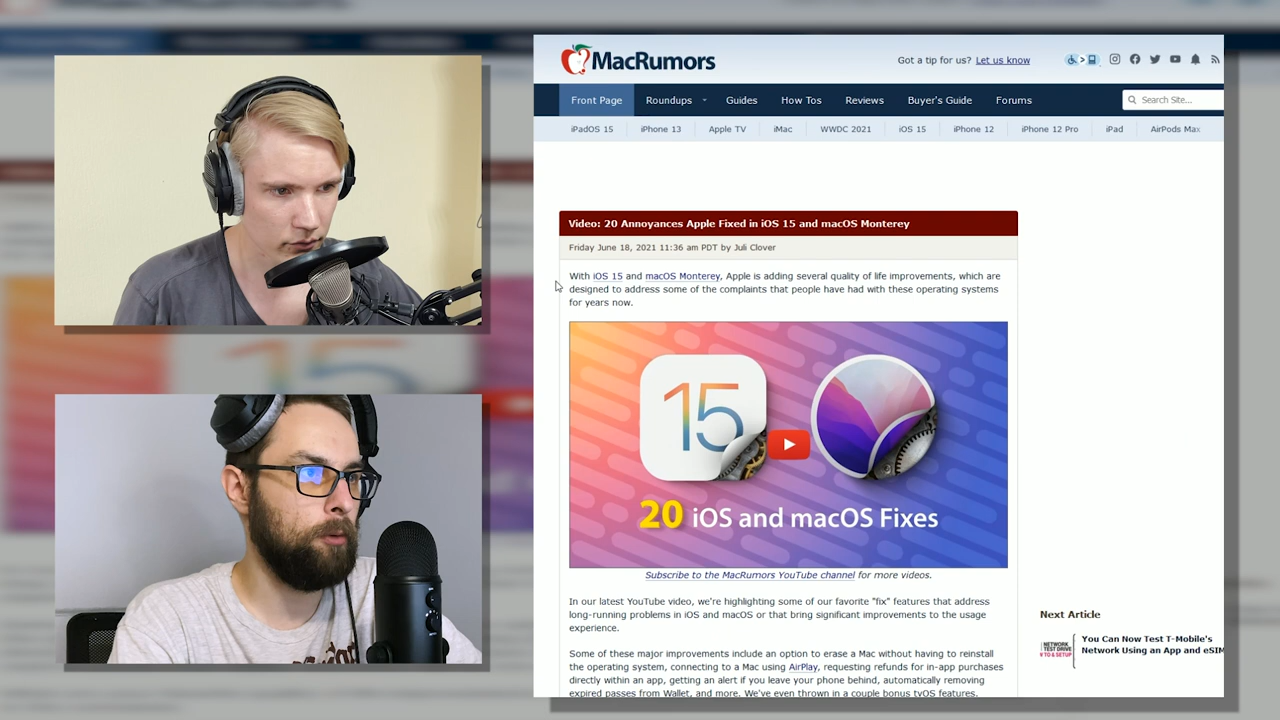 MacRumors
Got a tip for us? Let us know
Front Page Roundups Guides How Tos Reviews Buyer's Guide Forums Search Site...
iPadOS 15 iPhone 13 Apple TV iMac WWDC 2021 iOS 15 iPhone 12 iPhone 12 Pro iPad AirPods Max
Video: 20 Annoyances Apple Fixed in iOS 15 and macOS Monterey
Friday June 18, 2021 11:36 am PDT by Juli Clover
With iOS 15 and macOS Monterey, Apple is adding several quality of life improvements, which are
designed to address some of the complaints that people have had with these operating systems
for years now.
15
20 iOS and macOS Fixes
Subscribe to the MacRumors YouTube channel for more videos.
In our latest YouTube video, we're highlighting some of our favorite "fix" features that address
long-running problems in iOS and macOS or that bring significant improvements to the usage
experience.
Some of these major improvements include an option to erase a Mac without having to reinstall
the operating system, connecting to a Mac using AirPlay, requesting refunds for in-app purchases
directly within an app, getting an alert if you leave your phone behind, automatically removing
expired passes from Wallet, and more. We've even thrown in a couple bonus tvOS features.
Next Article
NETWORK
TEST DRIVE
You Can Now Test T-Mobile's
Network Using an App and eSIM